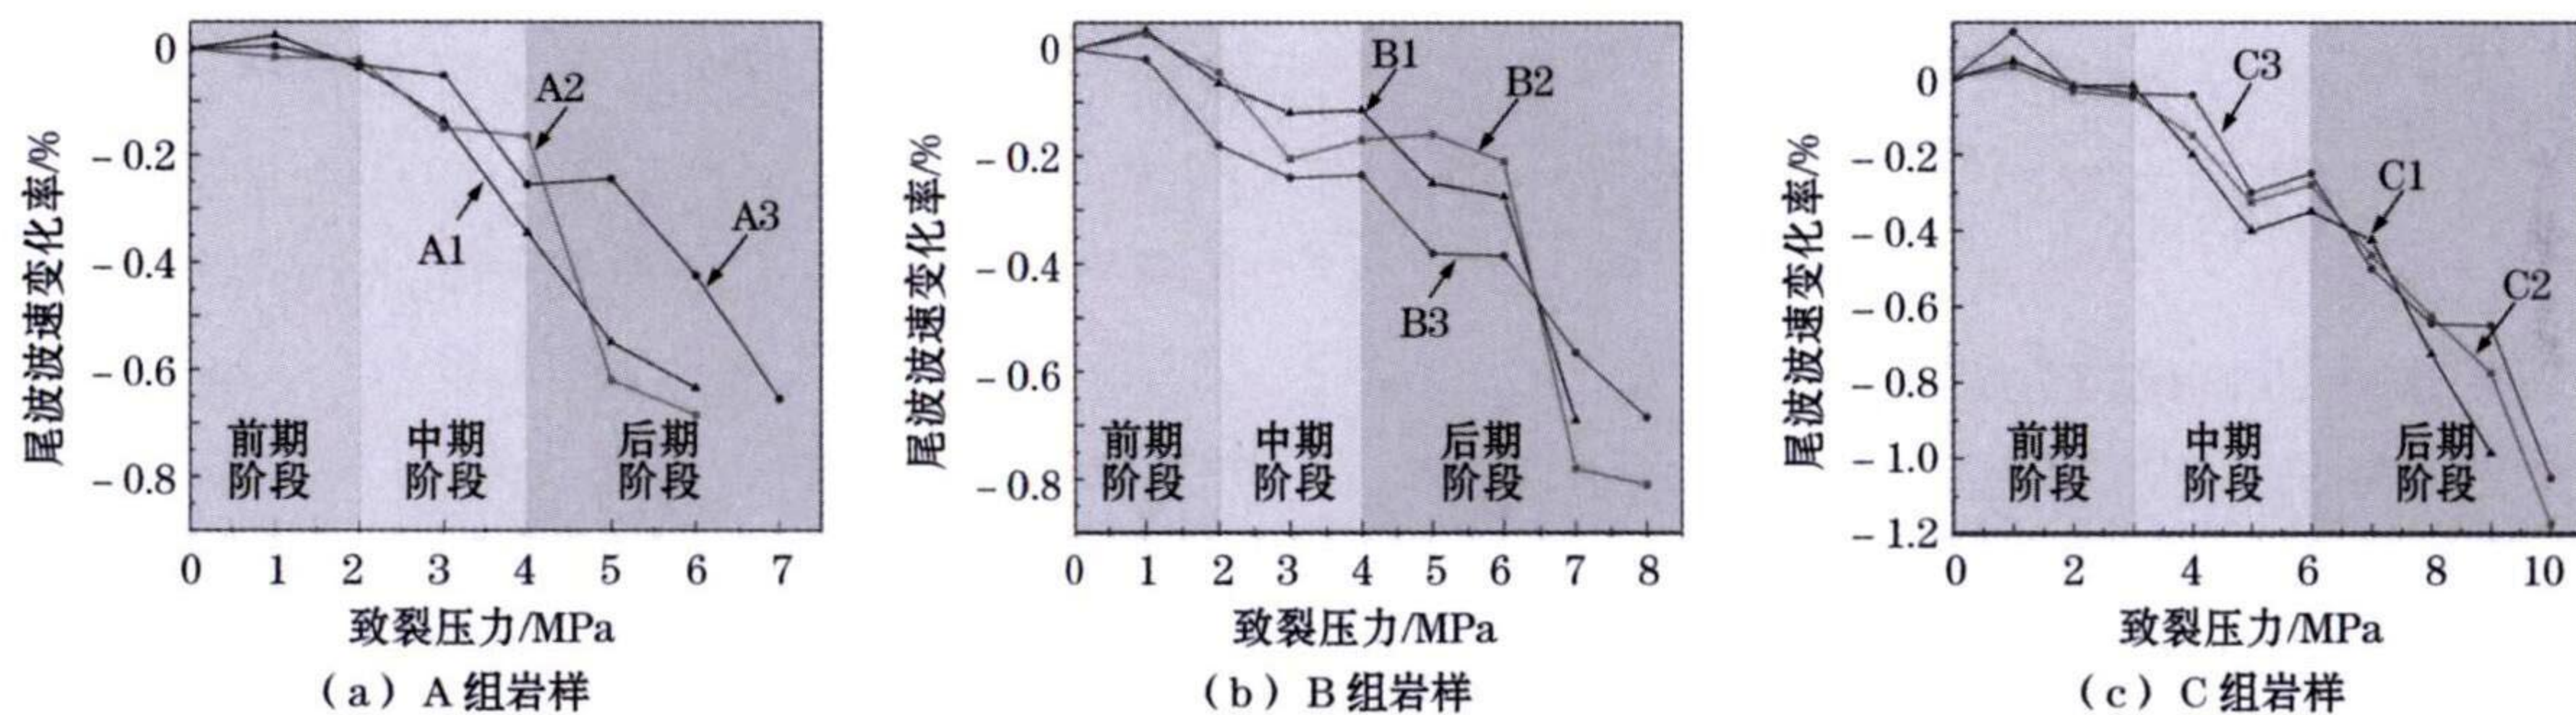 0
－0.2
－0.4
－0.6
－0.8
尾波波速变化率/%
A2
A1
A3
前期
阶段
中期
阶段
后期
阶段
0 1 2 3 4 5 6 7
致裂压力/MPa
（a）A 组岩样
0
－0.2
－0.4
－0.6
－0.8
尾波波速变化率/%
B1
B2
B3
前期
阶段
中期
阶段
后期
阶段
0 1 2 3 4 5 6 7 8
致裂压力/MPa
（b）B 组岩样
0
－0.2
－0.4
－0.6
－0.8
－1.0
－1.2
尾波波速变化率/%
C3
C1
C2
前期
阶段
中期
阶段
后期
阶段
0 2 4 6 8 10
致裂压力/MPa
（c）C 组岩样